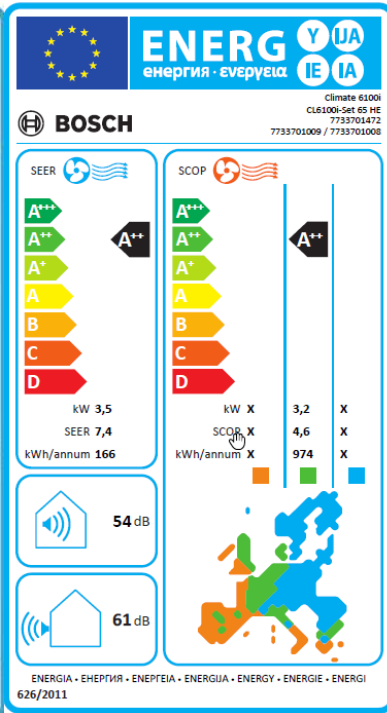 ENERG Y IJA
енергия · ενεργεια IE IA
Climate 6100i
CL6100i-Set 65 HE
7733701472
7733701009 / 7733701008
BOSCH
SEER
A+++
A++
A+
A
B
C
D
A++
kW 3,5
SEER 7,4
kWh/annum 166
SCOP
A+++
A++
A+
A
B
C
D
A++
kW X 3,2 X
SCOP X 4,6 X
kWh/annum X 974 X
54 dB
61 dB
ENERGIA • ЕНЕРГИЯ • ΕΝΕΡΓΕΙΑ • ENERGIJA • ENERGY • ENERGIE • ENERGI
626/2011